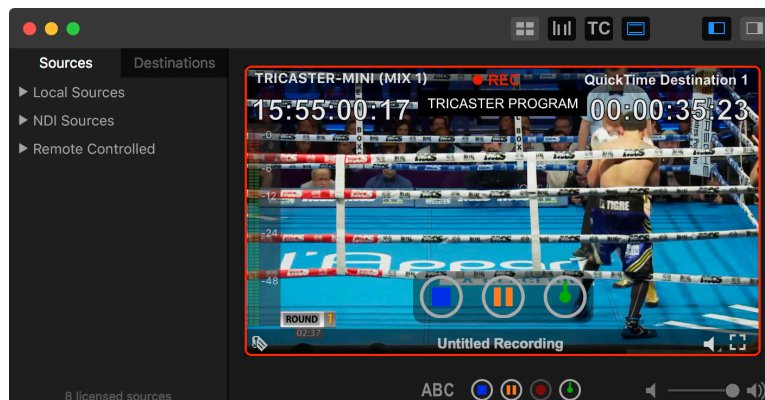 TC
Sources Destinations
Local Sources
NDI Sources
Remote Controlled
8 licensed sources
TRICASTER-MINI (MIX 1) REC QuickTime Destination 1
15:55:00:17 TRICASTER PROGRAM 00:00:35.23
-0
-6
-12
-24
-48
TIGRE
l'Appar
ROUND 1
02:37
Untitled Recording
ABC